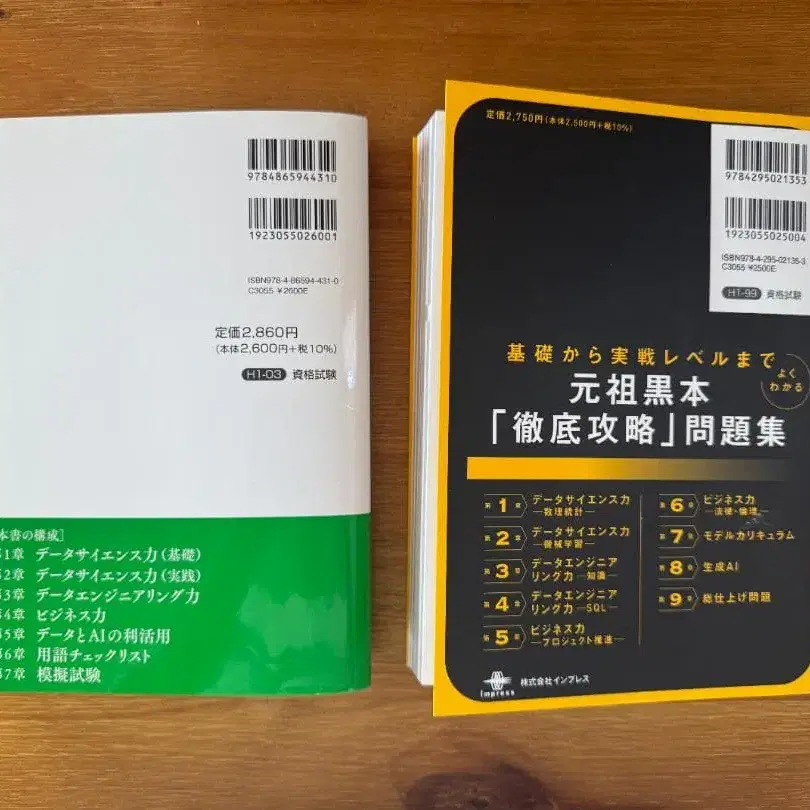 9784865944310
1923055026001
ISBN978-4-86594-431-0
C3055 ¥2600E
定価2,860円
(本体2,600円+税10%)
H1-03 資格試験
本書の構成]
第1章 データサイエンス力(基礎)
第2章 データサイエンス力(実践)
第3章 データエンジニアリング力
第4章 ビジネス力
第5章 データとAIの利活用
第6章 用語チェックリスト
第7章 模擬試験
定価2,750円(本体2,500円+税10%)
9784295021353
1923055025004
ISBN978-4-295-02135-3
C3055 ¥2500E
H1-99 資格試験
基礎から実戦レベルまで
よくわかる
元祖黒本
「徹底攻略」問題集
第1章 データサイエンス力
―数理統計―
第2章 データサイエンス力
―機械学習―
第3章 データエンジニア
リング力 ―知識―
第4章 データエンジニア
リング力 ―SQL―
第5章 ビジネス力
―プロジェクト推進―
第6章 ビジネス力
―法律・倫理―
第7章 モデルカリキュラム
第8章 生成AI
第9章 総仕上げ問題
impress
株式会社インプレス